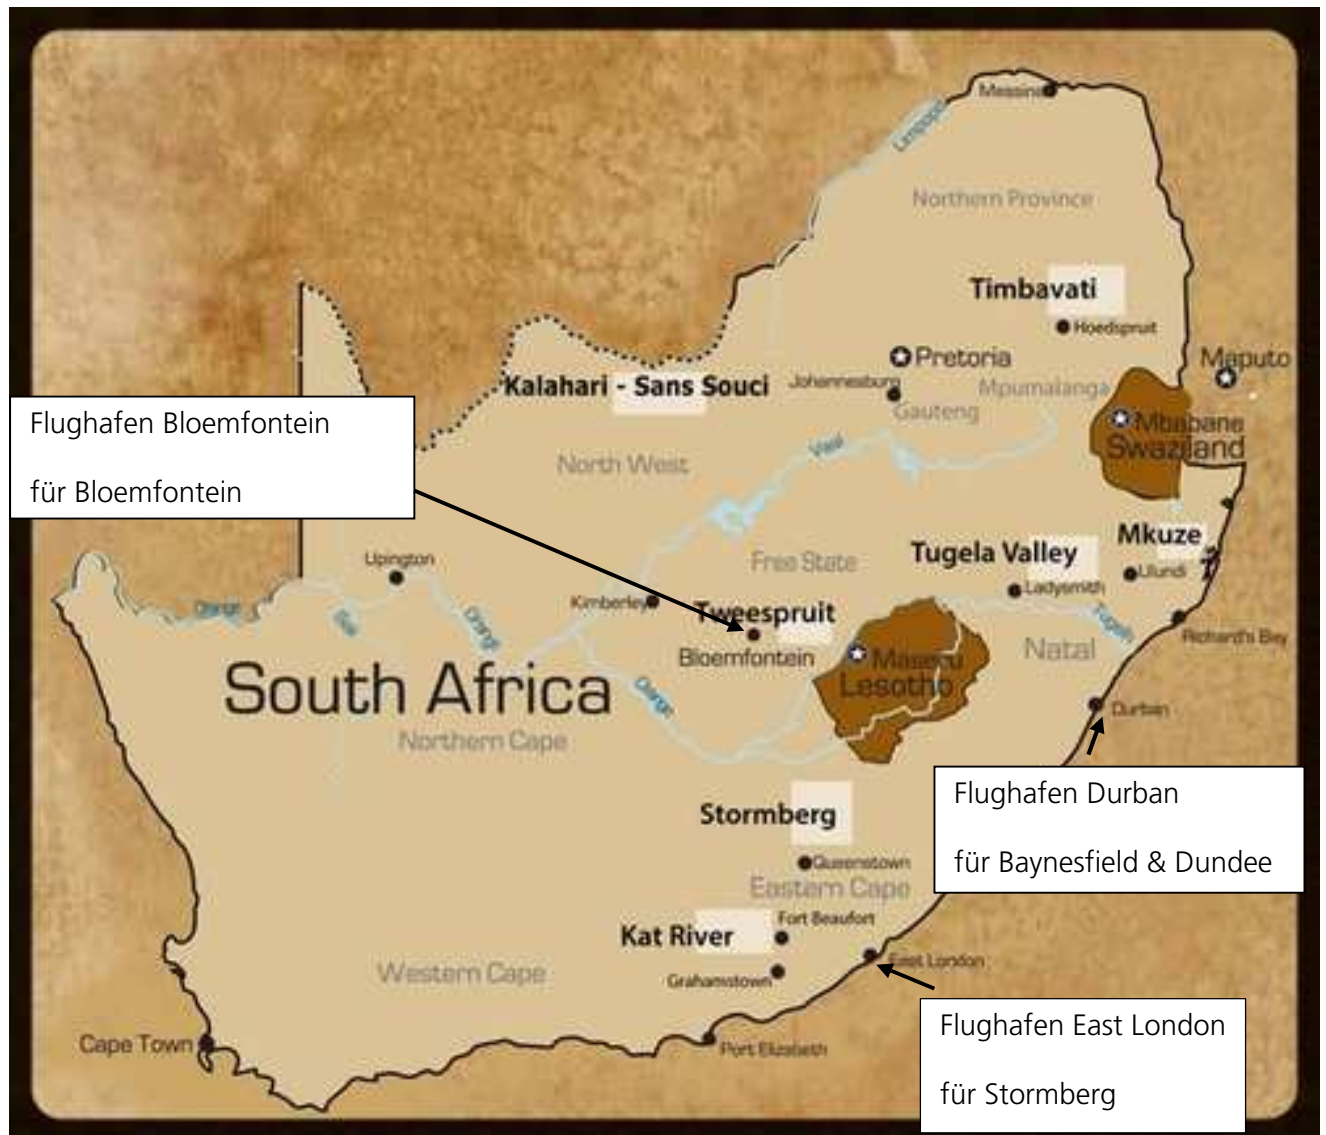 Messina
Limpopo
Northern Province
Timbavati
Hoedspruit
Pretoria
Maputo
Kalahari - Sans Souci
Johannesburg
Mpumalanga
Gauteng
Mbabane
Swaziland
Flughafen Bloemfontein
für Bloemfontein
Vaal
North West
Mkuze
Tugela Valley
Upington
Free State
Ulundi
Ladysmith
Kimberley
Orange
Orange
Tweespruit
Tugela
Richard's Bay
Bloemfontein
Natal
Maseru
Lesotho
South Africa
Orange
Durban
Northern Cape
Flughafen Durban
für Baynesfield & Dundee
Stormberg
Queenstown
Eastern Cape
Fort Beaufort
Kat River
East London
Western Cape
Grahamstown
Flughafen East London
für Stormberg
Cape Town
Port Elizabeth